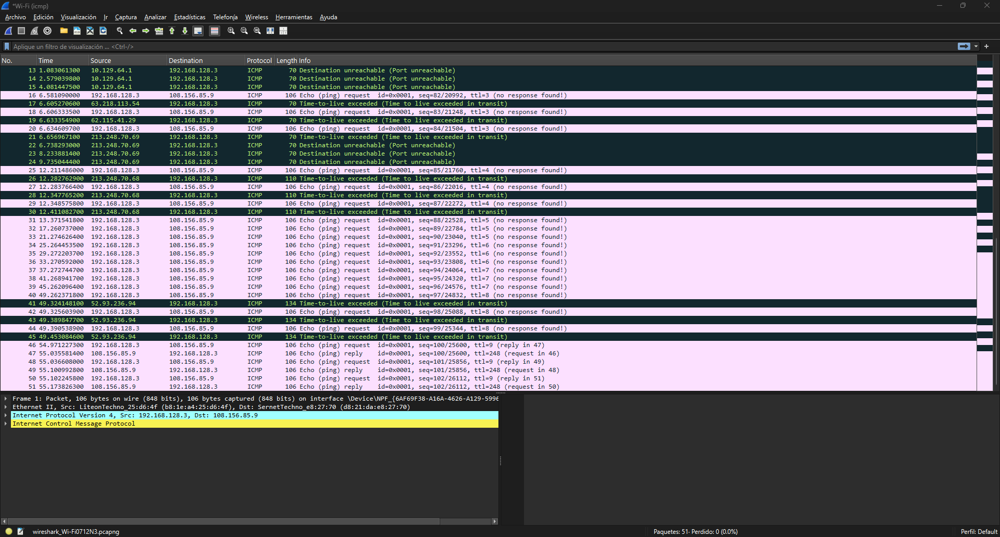 *Wi-Fi (icmp)
Archivo Edición Visualización Ir Captura Analizar Estadísticas Telefonía Wireless Herramientas Ayuda
Aplique un filtro de visualización ... <Ctrl-/>
No. Time Source Destination Protocol Length Info
13 1.083061300 10.129.64.1 192.168.128.3 ICMP 70 Destination unreachable (Port unreachable)
14 2.579039800 10.129.64.1 192.168.128.3 ICMP 70 Destination unreachable (Port unreachable)
15 4.081447500 10.129.64.1 192.168.128.3 ICMP 70 Destination unreachable (Port unreachable)
16 6.581090000 192.168.128.3 108.156.85.9 ICMP 106 Echo (ping) request id=0x0001, seq=82/20992, ttl=3 (no response found!)
17 6.605270600 63.218.113.54 192.168.128.3 ICMP 70 Time-to-live exceeded (Time to live exceeded in transit)
18 6.606333500 192.168.128.3 108.156.85.9 ICMP 106 Echo (ping) request id=0x0001, seq=83/21248, ttl=3 (no response found!)
19 6.633354900 62.115.41.29 192.168.128.3 ICMP 70 Time-to-live exceeded (Time to live exceeded in transit)
20 6.634609700 192.168.128.3 108.156.85.9 ICMP 106 Echo (ping) request id=0x0001, seq=84/21504, ttl=3 (no response found!)
21 6.656967100 213.248.70.69 192.168.128.3 ICMP 70 Time-to-live exceeded (Time to live exceeded in transit)
22 6.738293000 213.248.70.69 192.168.128.3 ICMP 70 Destination unreachable (Port unreachable)
23 8.233881400 213.248.70.69 192.168.128.3 ICMP 70 Destination unreachable (Port unreachable)
24 9.735044400 213.248.70.69 192.168.128.3 ICMP 70 Destination unreachable (Port unreachable)
25 12.211486000 192.168.128.3 108.156.85.9 ICMP 106 Echo (ping) request id=0x0001, seq=85/21760, ttl=4 (no response found!)
26 12.282762900 213.248.70.68 192.168.128.3 ICMP 110 Time-to-live exceeded (Time to live exceeded in transit)
27 12.283766400 192.168.128.3 108.156.85.9 ICMP 106 Echo (ping) request id=0x0001, seq=86/22016, ttl=4 (no response found!)
28 12.347765200 213.248.70.68 192.168.128.3 ICMP 110 Time-to-live exceeded (Time to live exceeded in transit)
29 12.348575800 192.168.128.3 108.156.85.9 ICMP 106 Echo (ping) request id=0x0001, seq=87/22272, ttl=4 (no response found!)
30 12.411082700 213.248.70.68 192.168.128.3 ICMP 110 Time-to-live exceeded (Time to live exceeded in transit)
31 13.371541800 192.168.128.3 108.156.85.9 ICMP 106 Echo (ping) request id=0x0001, seq=88/22528, ttl=5 (no response found!)
32 17.260737000 192.168.128.3 108.156.85.9 ICMP 106 Echo (ping) request id=0x0001, seq=89/22784, ttl=5 (no response found!)
33 21.274626400 192.168.128.3 108.156.85.9 ICMP 106 Echo (ping) request id=0x0001, seq=90/23040, ttl=5 (no response found!)
34 25.264453500 192.168.128.3 108.156.85.9 ICMP 106 Echo (ping) request id=0x0001, seq=91/23296, ttl=6 (no response found!)
35 29.272203700 192.168.128.3 108.156.85.9 ICMP 106 Echo (ping) request id=0x0001, seq=92/23552, ttl=6 (no response found!)
36 33.270592000 192.168.128.3 108.156.85.9 ICMP 106 Echo (ping) request id=0x0001, seq=93/23808, ttl=6 (no response found!)
37 37.272744700 192.168.128.3 108.156.85.9 ICMP 106 Echo (ping) request id=0x0001, seq=94/24064, ttl=7 (no response found!)
38 41.268941700 192.168.128.3 108.156.85.9 ICMP 106 Echo (ping) request id=0x0001, seq=95/24320, ttl=7 (no response found!)
39 45.262096400 192.168.128.3 108.156.85.9 ICMP 106 Echo (ping) request id=0x0001, seq=96/24576, ttl=7 (no response found!)
40 49.262371800 192.168.128.3 108.156.85.9 ICMP 106 Echo (ping) request id=0x0001, seq=97/24832, ttl=8 (no response found!)
41 49.324148100 52.93.236.94 192.168.128.3 ICMP 134 Time-to-live exceeded (Time to live exceeded in transit)
42 49.325603900 192.168.128.3 108.156.85.9 ICMP 106 Echo (ping) request id=0x0001, seq=98/25088, ttl=8 (no response found!)
43 49.389847700 52.93.236.94 192.168.128.3 ICMP 134 Time-to-live exceeded (Time to live exceeded in transit)
44 49.390538900 192.168.128.3 108.156.85.9 ICMP 106 Echo (ping) request id=0x0001, seq=99/25344, ttl=8 (no response found!)
45 49.453084600 52.93.236.94 192.168.128.3 ICMP 134 Time-to-live exceeded (Time to live exceeded in transit)
46 54.971227300 192.168.128.3 108.156.85.9 ICMP 106 Echo (ping) request id=0x0001, seq=100/25600, ttl=9 (reply in 47)
47 55.035581400 108.156.85.9 192.168.128.3 ICMP 106 Echo (ping) reply id=0x0001, seq=100/25600, ttl=248 (request in 46)
48 55.036608000 192.168.128.3 108.156.85.9 ICMP 106 Echo (ping) request id=0x0001, seq=101/25856, ttl=9 (reply in 49)
49 55.100992800 108.156.85.9 192.168.128.3 ICMP 106 Echo (ping) reply id=0x0001, seq=101/25856, ttl=248 (request in 48)
50 55.102245800 192.168.128.3 108.156.85.9 ICMP 106 Echo (ping) request id=0x0001, seq=102/26112, ttl=9 (reply in 51)
51 55.173826300 108.156.85.9 192.168.128.3 ICMP 106 Echo (ping) reply id=0x0001, seq=102/26112, ttl=248 (request in 50)
Frame 1: Packet, 106 bytes on wire (848 bits), 106 bytes captured (848 bits) on interface \Device\NPF_{6AF69F38-A16A-4626-A129-5996
Ethernet II, Src: LiteonTechno_25:d6:4f (b8:1e:a4:25:d6:4f), Dst: SernetTechno_e8:27:70 (d8:21:da:e8:27:70)
Internet Protocol Version 4, Src: 192.168.128.3, Dst: 108.156.85.9
Internet Control Message Protocol
wireshark_Wi-Fi0712N3.pcapng Paquetes: 51· Perdido: 0 (0.0%) Perfil: Default